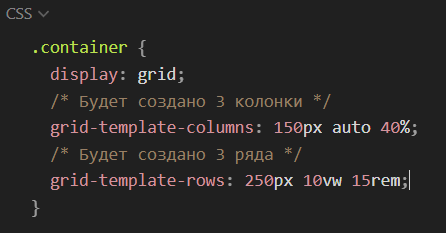 CSS
.container {
display: grid;
/* Будет создано 3 колонки */
grid-template-columns: 150px auto 40%;
/* Будет создано 3 ряда */
grid-template-rows: 250px 10vw 15rem;
}